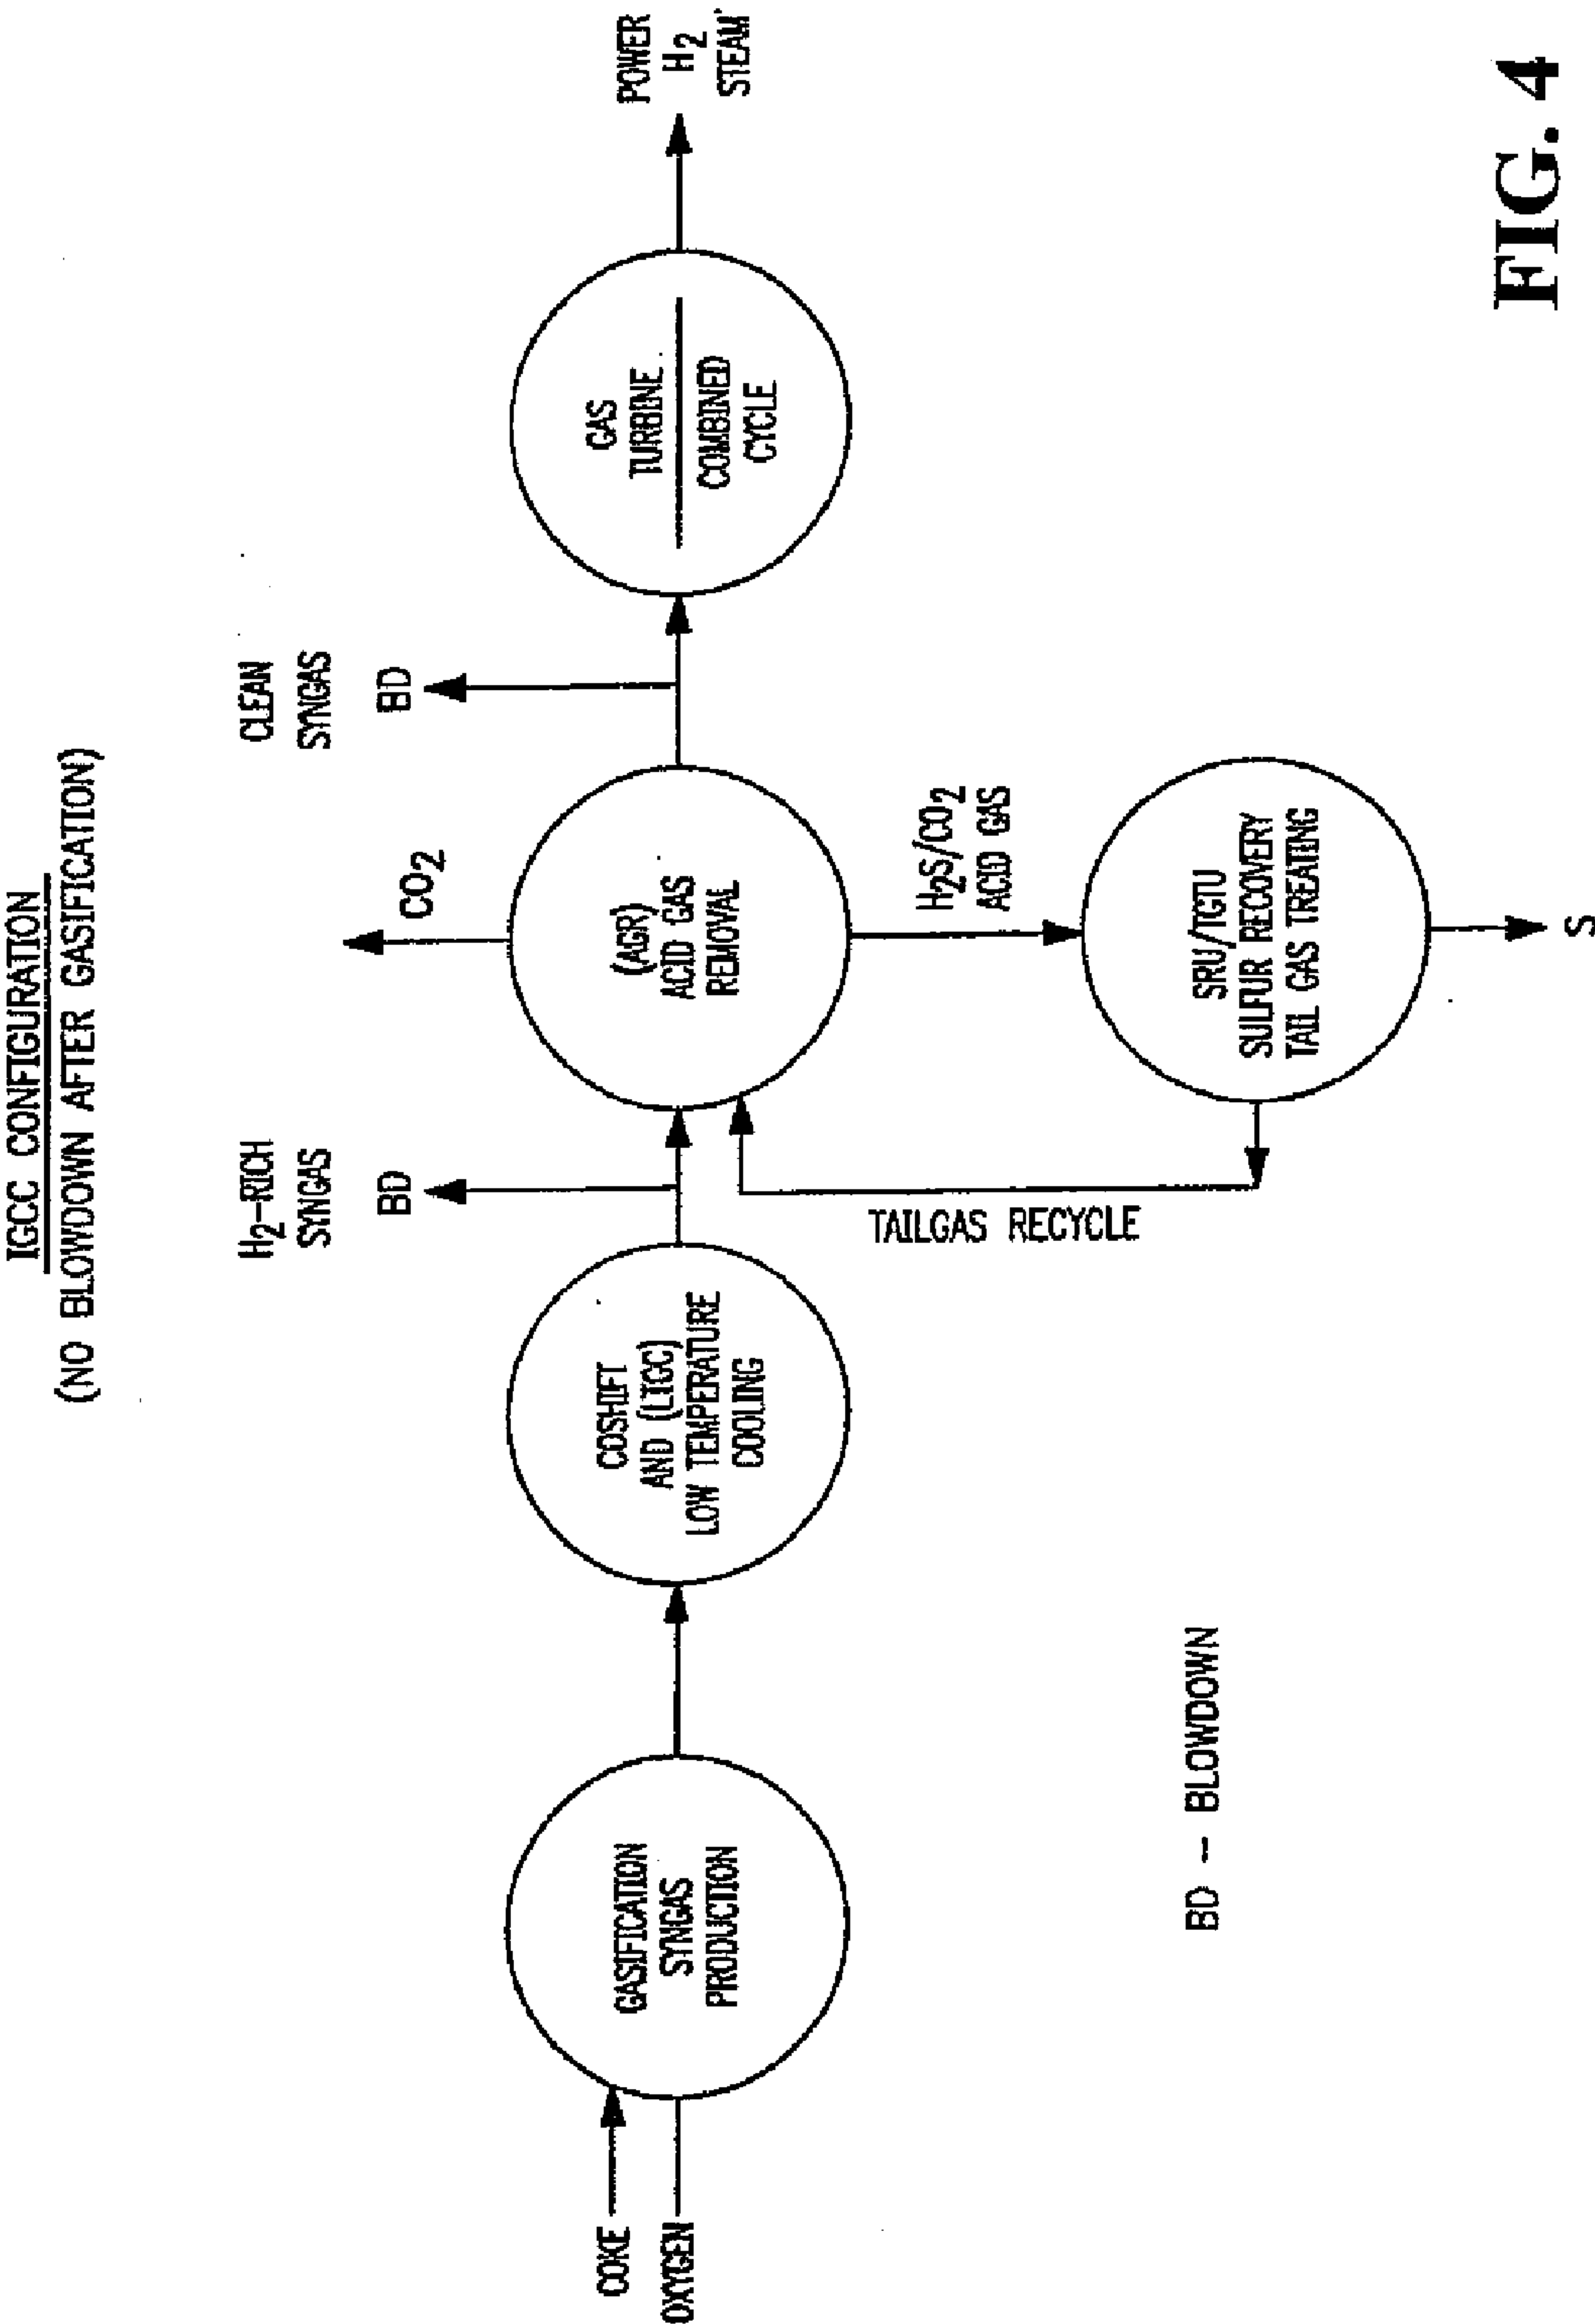 IGCC CONFIGURATION
(NO BLOWDOWN AFTER GASIFICATION)
COKE
OXYGEN
GASIFICATION
SYNGAS
PRODUCTION
COSHIFT
AND (LTGC)
LOW TEMPERATURE
COOLING
H2-RICH
SYNGAS
BD
CO2
(AGR)
ACID GAS
REMOVAL
CLEAN
SYNGAS
BD
GAS
TURBINE
COMBINED
CYCLE
POWER
H2
STEAM
TAILGAS RECYCLE
H2S/CO2
ACID GAS
SRU/TGTU
SULFUR RECOVERY
TAIL GAS TREATING
S
BD - BLOWDOWN
FIG. 4